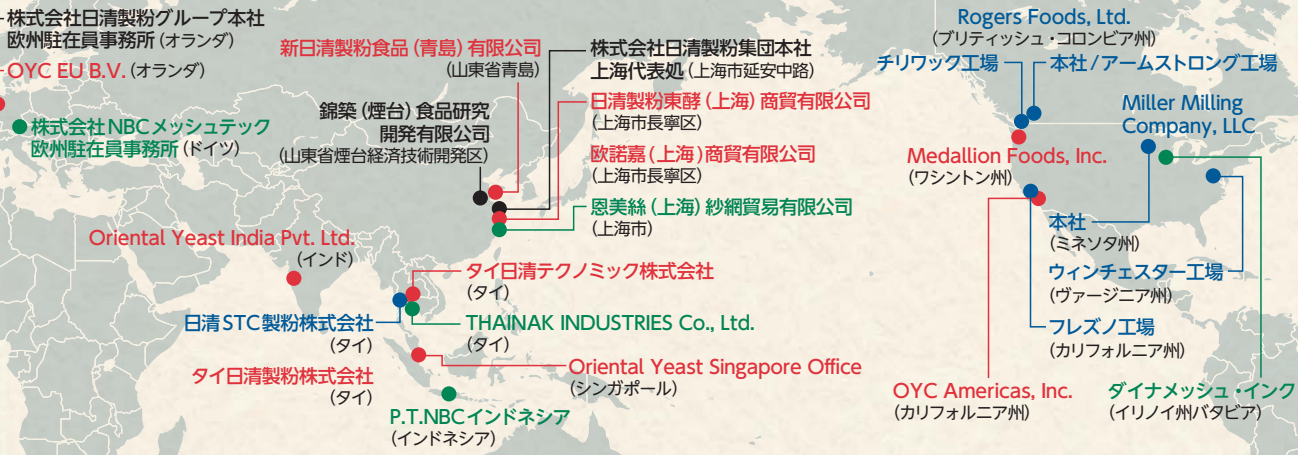 株式会社日清製粉グループ本社
欧州駐在員事務所 (オランダ)
OYC EU B.V. (オランダ)
株式会社NBCメッシュテック
欧州駐在員事務所 (ドイツ)
新日清製粉食品 (青島) 有限公司
(山東省青島)
錦築 (煙台) 食品研究
開発有限公司
(山東省煙台経済技術開発区)
株式会社日清製粉集団本社
上海代表処 (上海市延安中路)
日清製粉東酵 (上海) 商貿有限公司
(上海市長寧区)
欧諾嘉 (上海) 商貿有限公司
(上海市長寧区)
恩美絲 (上海) 紗網貿易有限公司
(上海市)
Oriental Yeast India Pvt. Ltd.
(インド)
タイ日清テクノミック株式会社
(タイ)
日清STC製粉株式会社
(タイ)
THAINAK INDUSTRIES Co., Ltd.
(タイ)
タイ日清製粉株式会社
(タイ)
Oriental Yeast Singapore Office
(シンガポール)
P.T.NBCインドネシア
(インドネシア)
Rogers Foods, Ltd.
(ブリティッシュ・コロンビア州)
チリワック工場
本社/アームストロング工場
Miller Milling
Company, LLC
Medallion Foods, Inc.
(ワシントン州)
本社
(ミネソタ州)
ウィンチェスター工場
(ヴァージニア州)
フレズノ工場
(カリフォルニア州)
OYC Americas, Inc.
(カリフォルニア州)
ダイナメッシュ・インク
(イリノイ州バタビア)